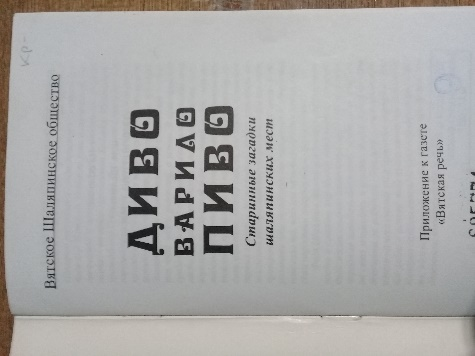 Вятское Шаляпинское общество
ДИВО
ВАРИЛО
ПИВО
Старинные загадки
шаляпинских мест
Приложение к газете
«Вятская речь»